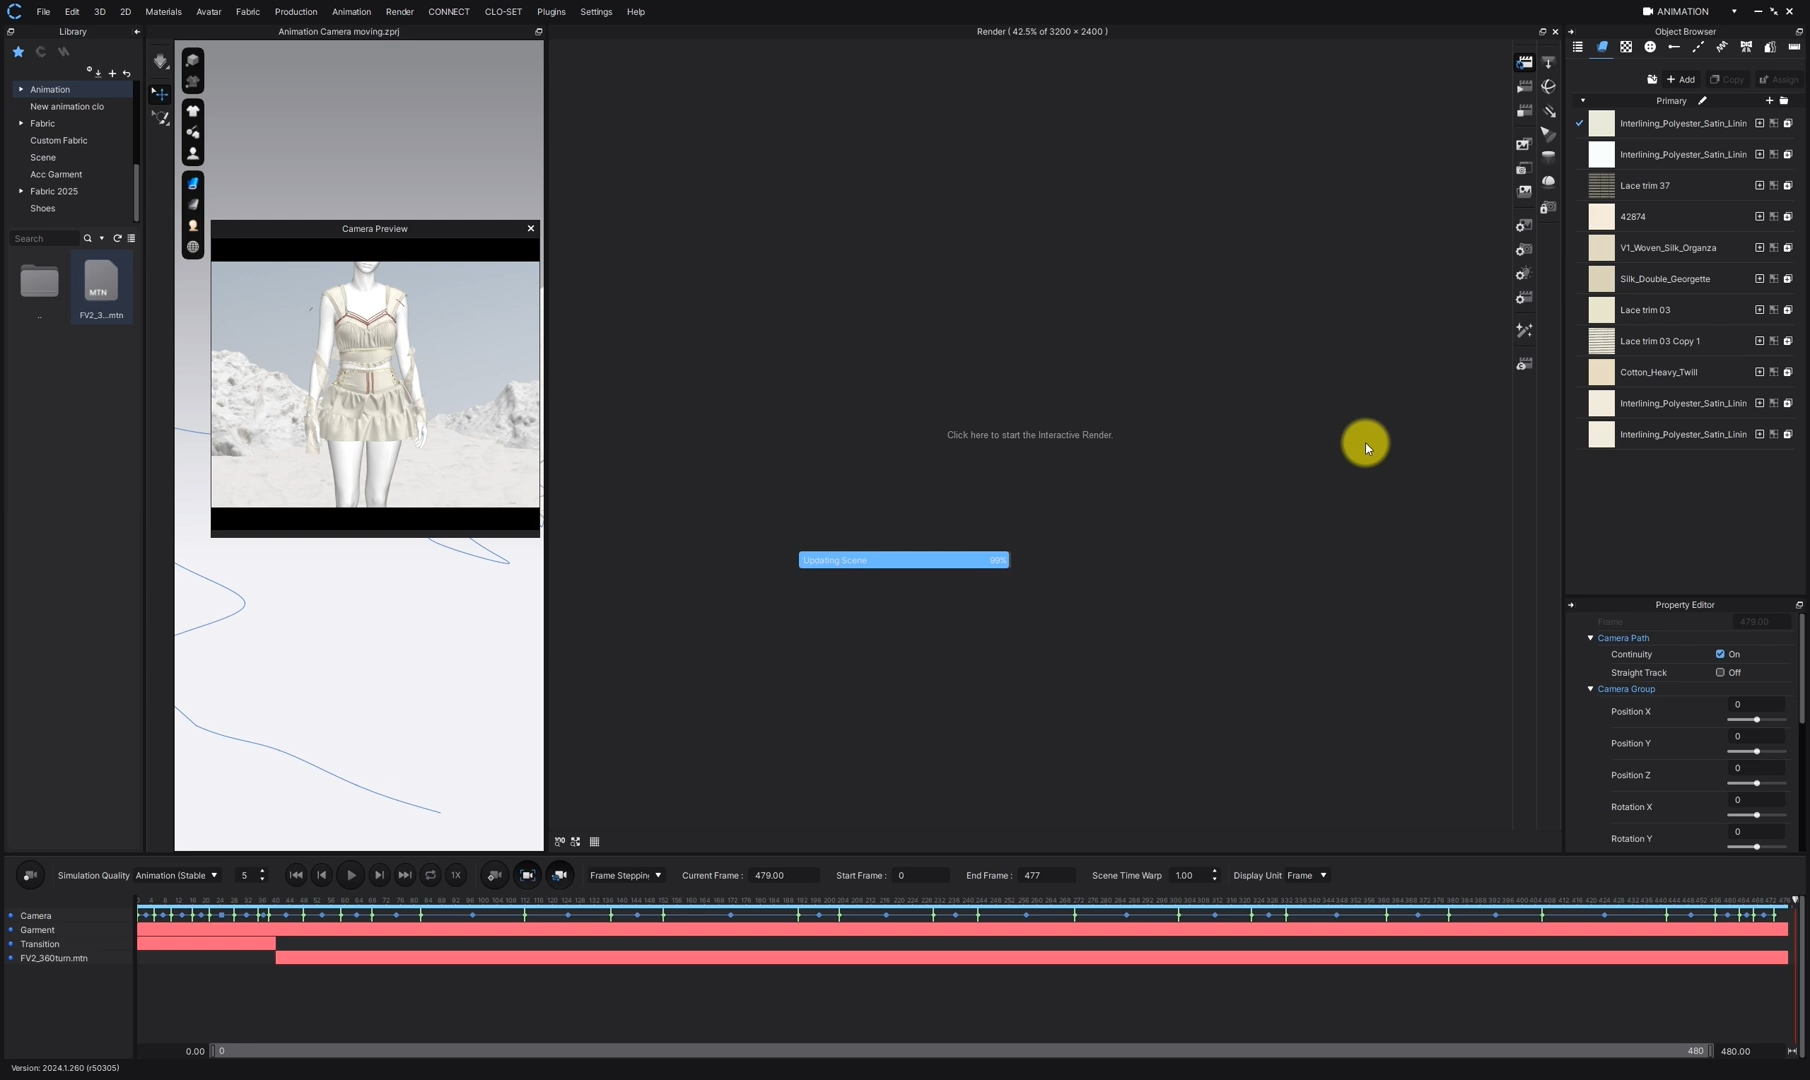 File Edit 3D 2D Materials Avatar Fabric Production Animation Render CONNECT CLO-SET Plugins Settings Help ANIMATION
Library
Animation Camera moving.zprj
Render ( 42.5% of 3200 × 2400 )
Object Browser
+ Add Copy + Assign
Animation
New animation clo
Fabric
Custom Fabric
Scene
Acc Garment
Fabric 2025
Shoes
Search
MTN
..
FV2_3...mtn
Camera Preview
Click here to start the Interactive Render.
Updating Scene 99%
Primary
Interlining_Polyester_Satin_Linin
Interlining_Polyester_Satin_Linin
Lace trim 37
42874
V1_Woven_Silk_Organza
Silk_Double_Georgette
Lace trim 03
Lace trim 03 Copy 1
Cotton_Heavy_Twill
Interlining_Polyester_Satin_Linin
Interlining_Polyester_Satin_Linin
Property Editor
Frame 479.00
Camera Path
Continuity On
Straight Track Off
Camera Group
Position X 0
Position Y 0
Position Z 0
Rotation X 0
Rotation Y 0
Simulation Quality Animation (Stable 5 1X Frame Steppin Current Frame : 479.00 Start Frame : 0 End Frame : 477 Scene Time Warp 1.00 Display Unit Frame
Camera
Garment
Transition
FV2_360turn.mtn
0.00 0 480 480.00
Version: 2024.1.260 (r50305)